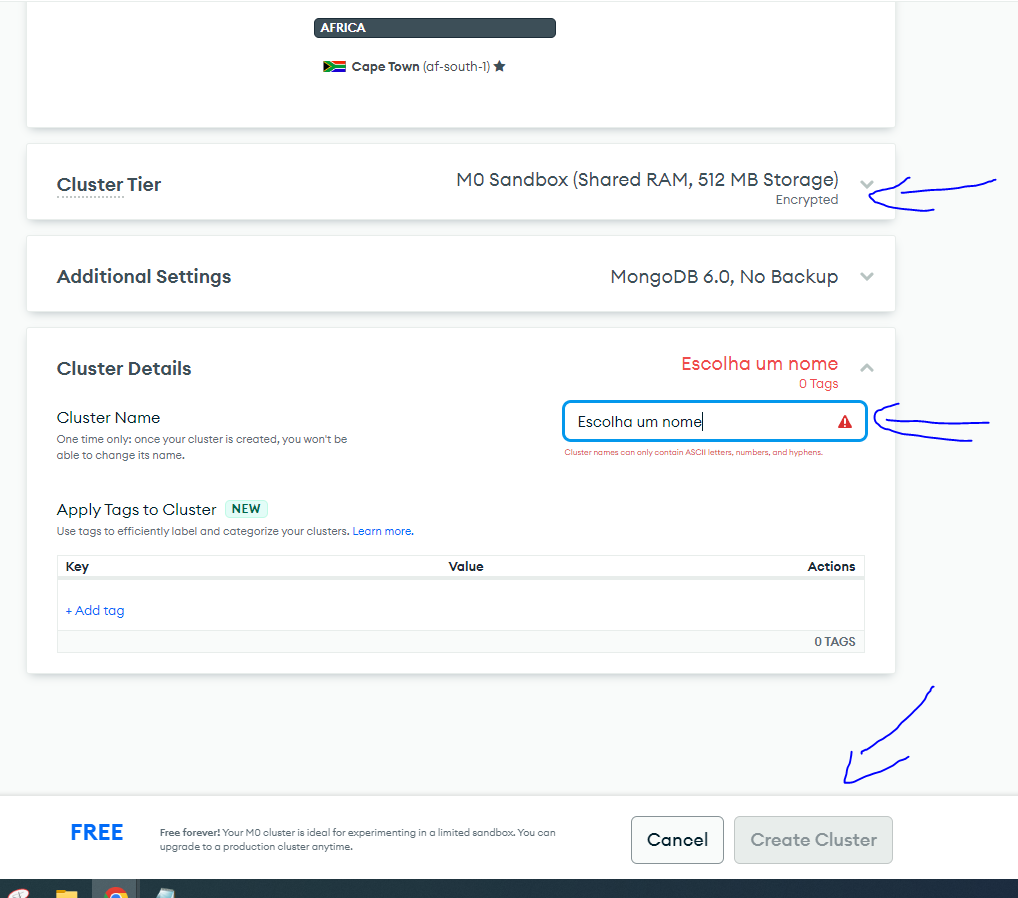 AFRICA
Cape Town (af-south-1) ★
Cluster Tier
M0 Sandbox (Shared RAM, 512 MB Storage)
Encrypted
Additional Settings
MongoDB 6.0, No Backup
Cluster Details
Escolha um nome
0 Tags
Cluster Name
One time only: once your cluster is created, you won't be
able to change its name.
Escolha um nome
Cluster names can only contain ASCII letters, numbers, and hyphens.
Apply Tags to Cluster NEW
Use tags to efficiently label and categorize your clusters. Learn more.
Key Value Actions
+ Add tag
0 TAGS
FREE
Free forever! Your M0 cluster is ideal for experimenting in a limited sandbox. You can
upgrade to a production cluster anytime.
Cancel
Create Cluster